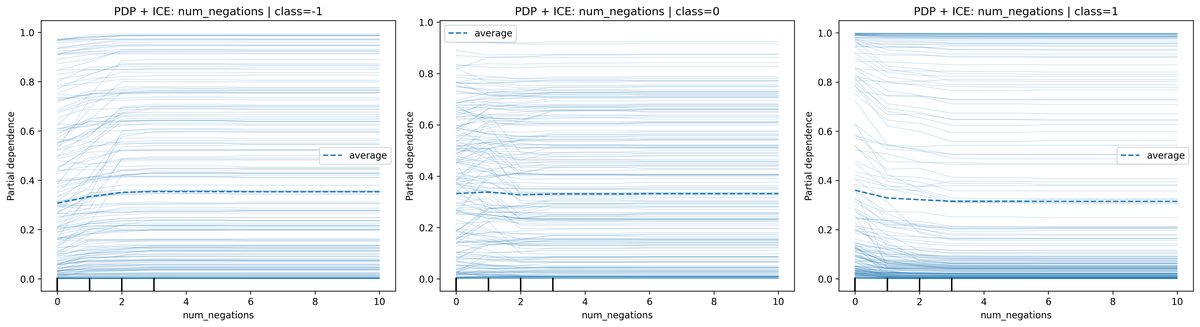 PDP + ICE: num_negations | class=-1
1.0
0.8
0.6
0.4
0.2
0.0
Partial dependence
average
0 2 4 6 8 10
num_negations
PDP + ICE: num_negations | class=0
1.0
0.8
0.6
0.4
0.2
0.0
Partial dependence
average
0 2 4 6 8 10
num_negations
PDP + ICE: num_negations | class=1
1.0
0.8
0.6
0.4
0.2
0.0
Partial dependence
average
0 2 4 6 8 10
num_negations